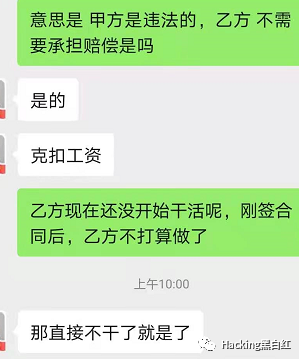 意思是 甲方是违法的，乙方 不需
要承担赔偿是吗
是的
克扣工资
乙方现在还没开始干活呢，刚签合
同后，乙方不打算做了
上午10:00
那直接不干了就是了
Hacking黑白红